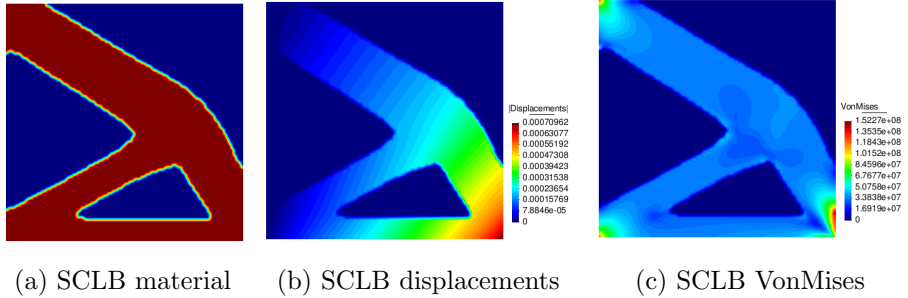 |Displacements|
0.00070962
0.00063077
0.00055192
0.00047308
0.00039423
0.00031538
0.00023654
0.00015769
7.8846e-05
0
VonMises
1.5227e+08
1.3535e+08
1.1843e+08
1.0152e+08
8.4596e+07
6.7677e+07
5.0758e+07
3.3838e+07
1.6919e+07
0
(a) SCLB material
(b) SCLB displacements
(c) SCLB VonMises